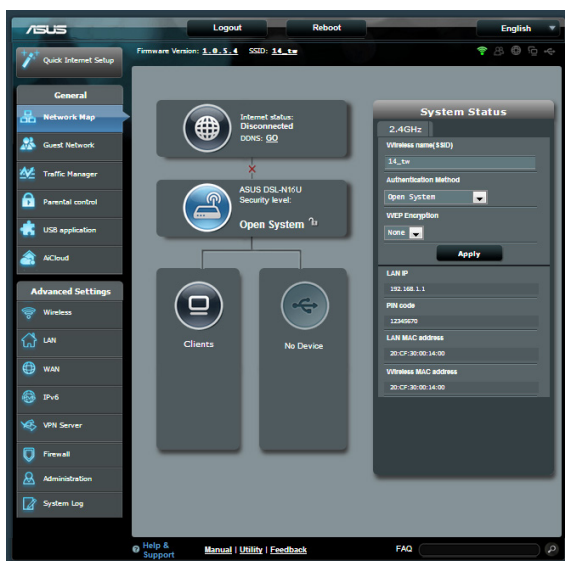 ASUS
Logout
Reboot
English
Quick Internet Setup
Firmware Version: 1.0.5.4 SSID: 14_tw
General
Network Map
Guest Network
Traffic Manager
Parental control
USB application
AiCloud
Advanced Settings
Wireless
LAN
WAN
IPv6
VPN Server
Firewall
Administration
System Log
Internet status:
Disconnected
DDNS: GO
ASUS DSL-N16U
Security level:
Open System
Clients
No Device
System Status
2.4GHz
Wireless name(SSID)
14_tw
Authentication Method
Open System
WEP Encryption
None
Apply
LAN IP
192.168.1.1
PIN code
12345670
LAN MAC address
20:CF:30:00:14:00
Wireless MAC address
20:CF:30:00:14:00
Help &
Support
Manual | Utility | Feedback
FAQ